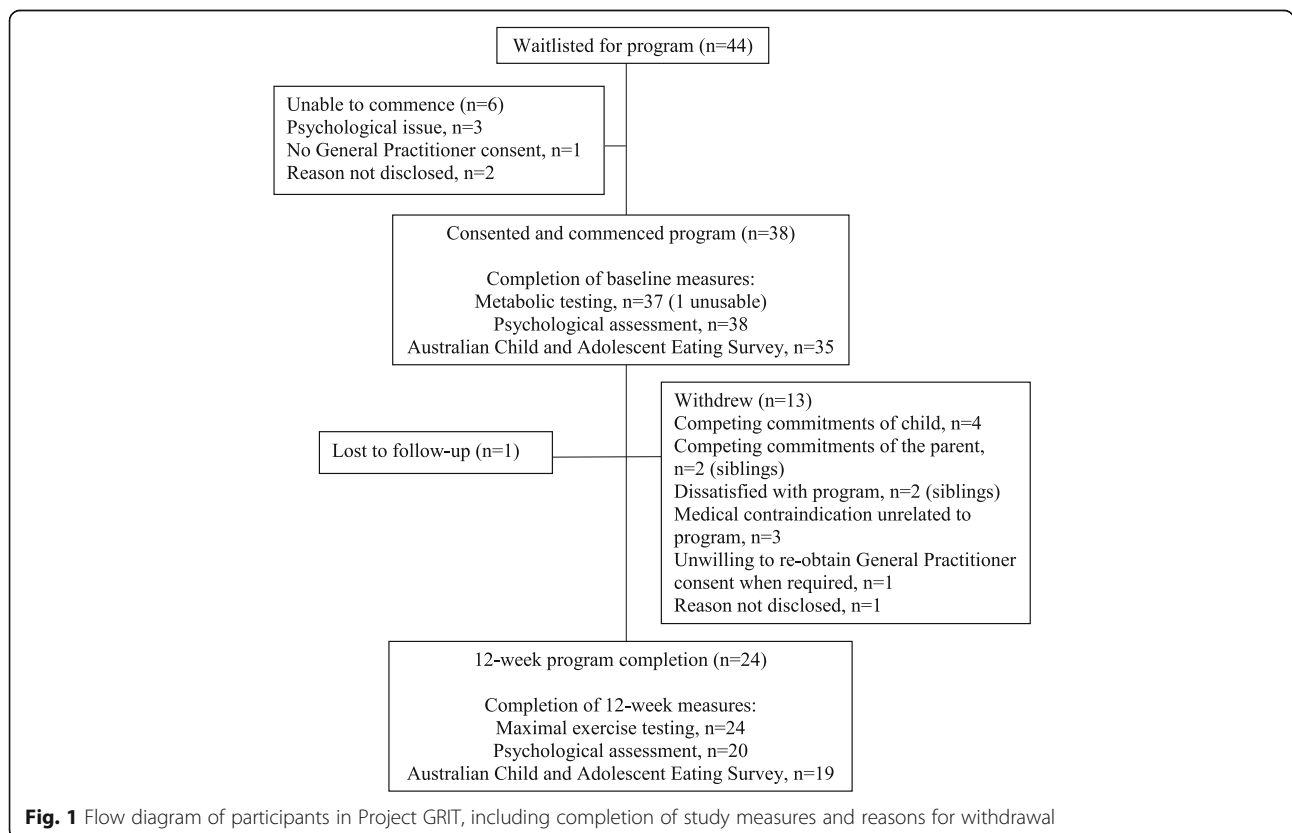 Waitlisted for program (n=44)
Unable to commence (n=6)
Psychological issue, n=3
No General Practitioner consent, n=1
Reason not disclosed, n=2
Consented and commenced program (n=38)
Completion of baseline measures:
Metabolic testing, n=37 (1 unusable)
Psychological assessment, n=38
Australian Child and Adolescent Eating Survey, n=35
Lost to follow-up (n=1)
Withdrew (n=13)
Competing commitments of child, n=4
Competing commitments of the parent,
n=2 (siblings)
Dissatisfied with program, n=2 (siblings)
Medical contraindication unrelated to
program, n=3
Unwilling to re-obtain General Practitioner
consent when required, n=1
Reason not disclosed, n=1
12-week program completion (n=24)
Completion of 12-week measures:
Maximal exercise testing, n=24
Psychological assessment, n=20
Australian Child and Adolescent Eating Survey, n=19
Fig. 1 Flow diagram of participants in Project GRIT, including completion of study measures and reasons for withdrawal